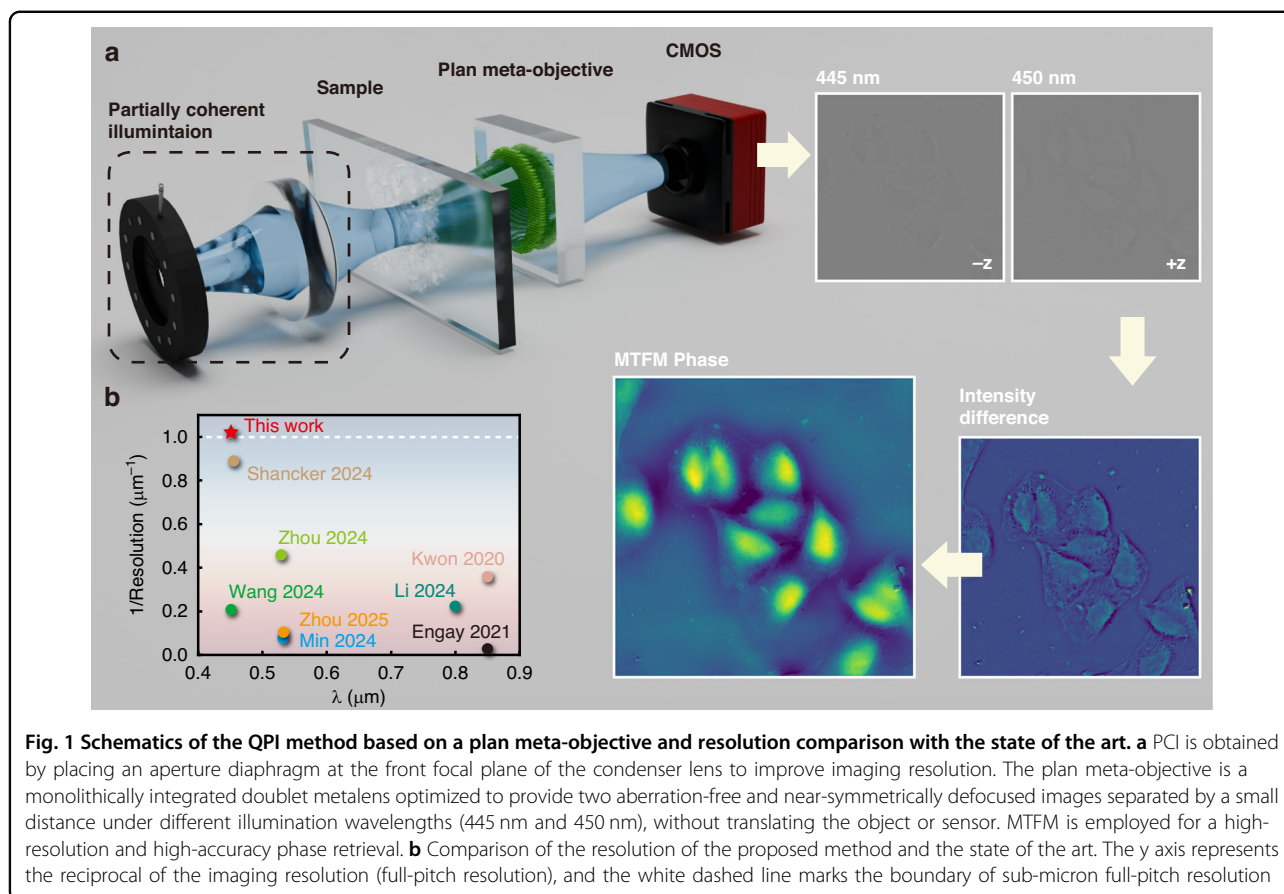 a
Partially coherent
illumintaion
Sample
Plan meta-objective
CMOS
445 nm
450 nm
–z
+z
MTFM Phase
Intensity
difference
b
This work
Shancker 2024
Zhou 2024
Kwon 2020
Wang 2024
Li 2024
Zhou 2025
Min 2024
Engay 2021
1/Resolution (μm⁻¹)
1.0
0.8
0.6
0.4
0.2
0.0
0.4 0.5 0.6 0.7 0.8 0.9
λ (μm)
Fig. 1 Schematics of the QPI method based on a plan meta-objective and resolution comparison with the state of the art. a PCI is obtained
by placing an aperture diaphragm at the front focal plane of the condenser lens to improve imaging resolution. The plan meta-objective is a
monolithically integrated doublet metalens optimized to provide two aberration-free and near-symmetrically defocused images separated by a small
distance under different illumination wavelengths (445 nm and 450 nm), without translating the object or sensor. MTFM is employed for a high-
resolution and high-accuracy phase retrieval. b Comparison of the resolution of the proposed method and the state of the art. The y axis represents
the reciprocal of the imaging resolution (full-pitch resolution), and the white dashed line marks the boundary of sub-micron full-pitch resolution